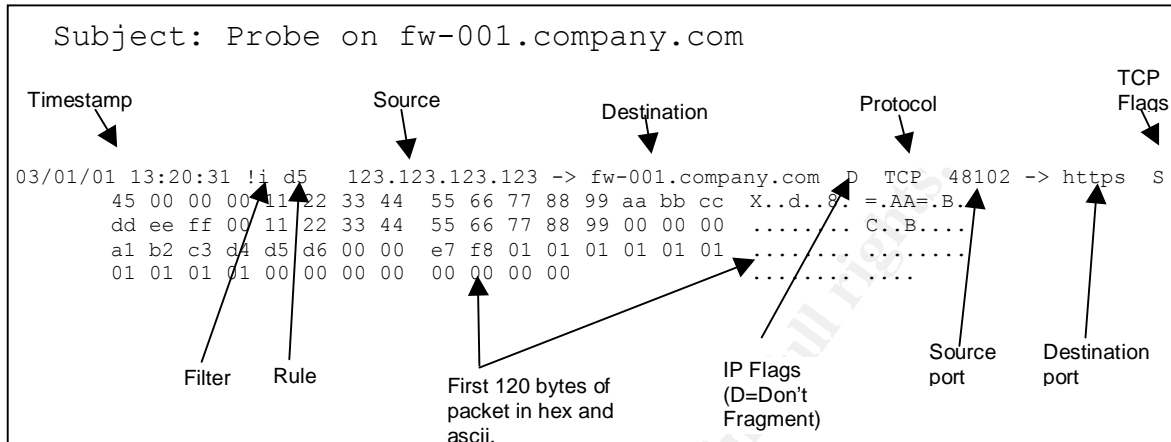 Subject: Probe on fw-001.company.com
TCP
Flags
Timestamp
Source
Destination
Protocol
03/01/01 13:20:31 !i d5 123.123.123.123 -> fw-001.company.com D TCP 48102 -> https S
45 00 00 00 11 22 33 44 55 66 77 88 99 aa bb cc X..d..8. =.AA=.B.
dd ee ff 00 11 22 33 44 55 66 77 88 99 00 00 00 ........ C..B....
a1 b2 c3 d4 d5 d6 00 00 e7 f8 01 01 01 01 01 01 ........ ........
01 01 01 01 00 00 00 00 00 00 00 00 ........ ....
Filter
Rule
First 120 bytes of
packet in hex and
ascii.
IP Flags
(D=Don't
Fragment)
Source
port
Destination
port
full rights.